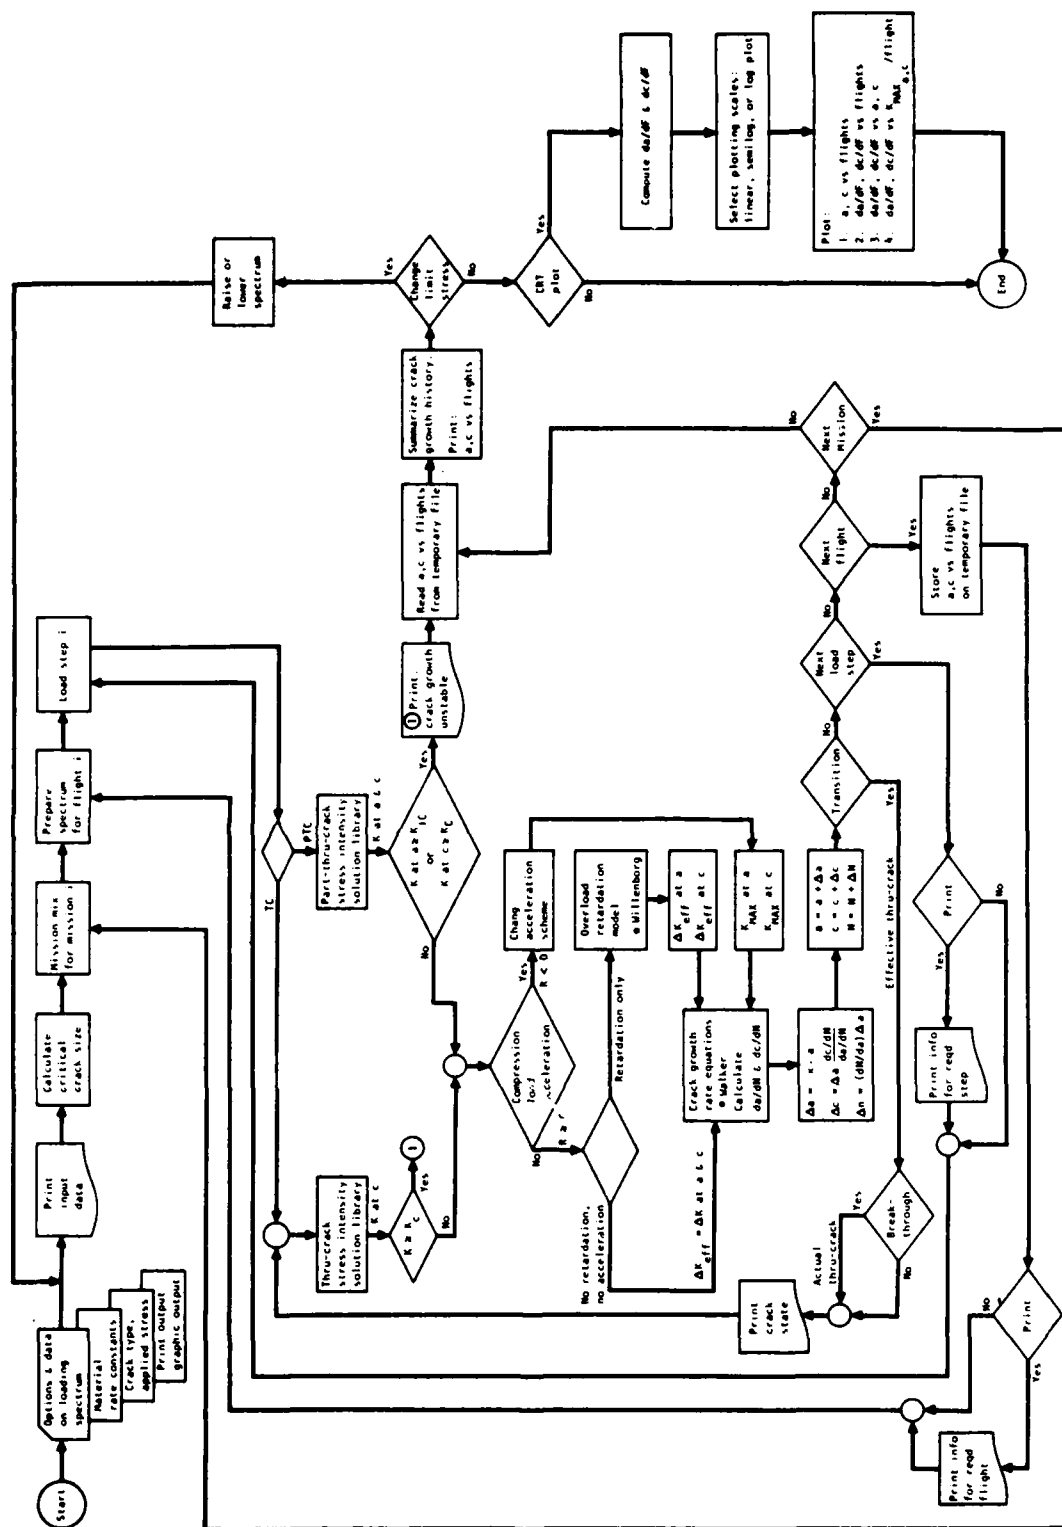 Start
Options & data
on loading
spectrum
Material
rate constants
Crack type,
applied stress
Print output
graphic output
Print
input
data
Calculate
critical
crack size
Mission mix
for mission i
Prepare
spectrum
for flight i
Load step i
TC
PTC
Thru-crack
stress intensity
solution library
K at c
K ≥ K_C
Yes
1
No
Part-thru-crack
stress intensity
solution library
K at a & c
K at a ≥ K_IC
or
K at c ≥ K_C
No
Yes
1 Print:
crack growth
unstable
Read a,c vs flights
from temporary file
Summarize crack
growth history.
Print:
a,c vs flights
Change
limit
stress
Yes
No
Raise or
lower
spectrum
CRT
plot
Yes
No
Compute da/dF & dc/dF
Select plotting scales:
linear, semilog, or log plot
Plot:
1. a, c vs flights
2. da/dF, dc/dF vs flights
3. da/dF, dc/dF vs a, c
4. da/dF, dc/dF vs K_MAX a,c /flight
End
Compression
load
acceleration
Yes
R < 0
No
R ≥
Chang
acceleration
scheme
No retardation,
no acceleration
Retardation only
Overload
retardation
model
● Willenborg
ΔK_eff at a
ΔK_eff at c
K_MAX at a
K_MAX at c
ΔK_eff = ΔK at a & c
Crack growth
rate equations
● Walker
Calculate
da/dN & dc/dN
Δa = · a
Δc = Δa dc/dN / da/dN
Δn = (dN/da)Δa
a = a + Δa
c = c + Δc
N = N + ΔN
Transition
No
Yes
Effective thru-crack
Next
load
step
No
Yes
Next
flight
No
Yes
Next
Mission
No
Yes
Store
a,c vs flights
on temporary file
Break-
through
Yes
No
Actual
thru-crack
Print
crack
state
Print
No
Yes
Print info
for reqd
step
Print
No
Yes
Print info
for reqd
flight